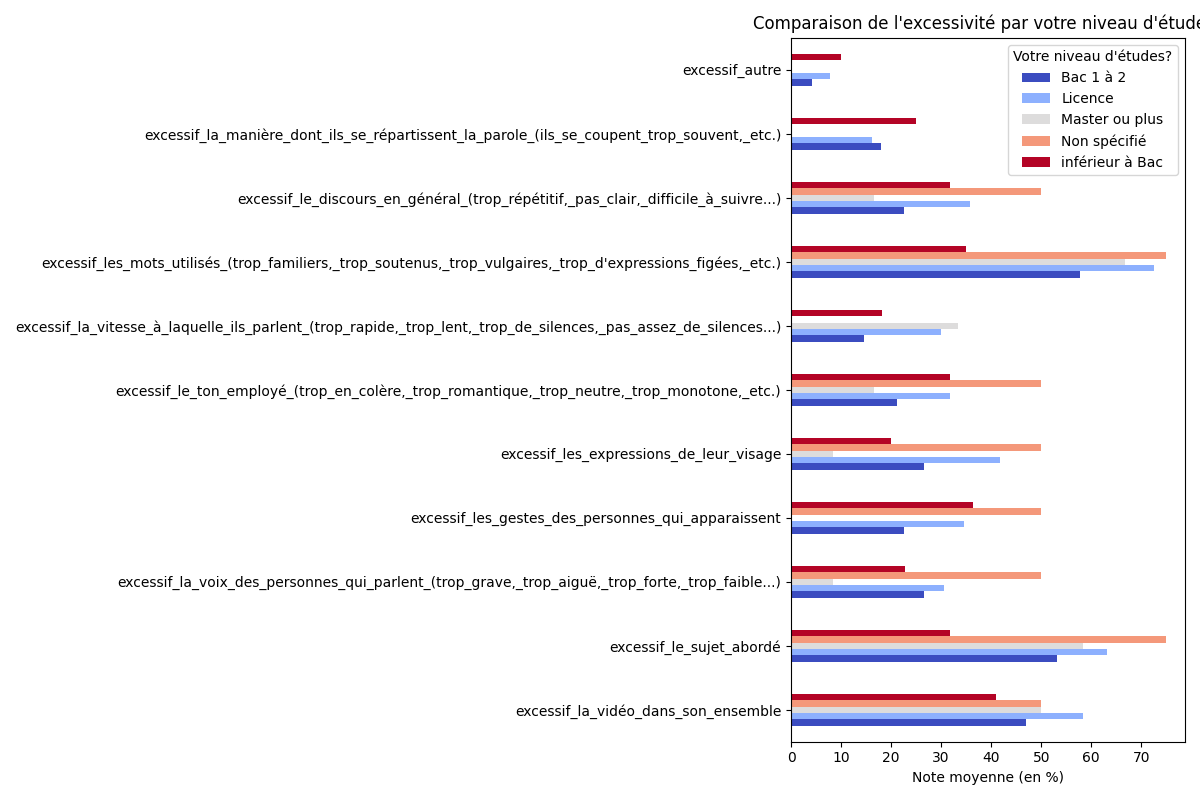 Comparaison de l'excessivité par votre niveau d'étude
Votre niveau d'études?
Bac 1 à 2
Licence
Master ou plus
Non spécifié
inférieur à Bac
excessif_autre
excessif_la_manière_dont_ils_se_répartissent_la_parole_(ils_se_coupent_trop_souvent,_etc.)
excessif_le_discours_en_général_(trop_répétitif,_pas_clair,_difficile_à_suivre...)
excessif_les_mots_utilisés_(trop_familiers,_trop_soutenus,_trop_vulgaires,_trop_d'expressions_figées,_etc.)
excessif_la_vitesse_à_laquelle_ils_parlent_(trop_rapide,_trop_lent,_trop_de_silences,_pas_assez_de_silences...)
excessif_le_ton_employé_(trop_en_colère,_trop_romantique,_trop_neutre,_trop_monotone,_etc.)
excessif_les_expressions_de_leur_visage
excessif_les_gestes_des_personnes_qui_apparaissent
excessif_la_voix_des_personnes_qui_parlent_(trop_grave,_trop_aiguë,_trop_forte,_trop_faible...)
excessif_le_sujet_abordé
excessif_la_vidéo_dans_son_ensemble
0 10 20 30 40 50 60 70
Note moyenne (en %)